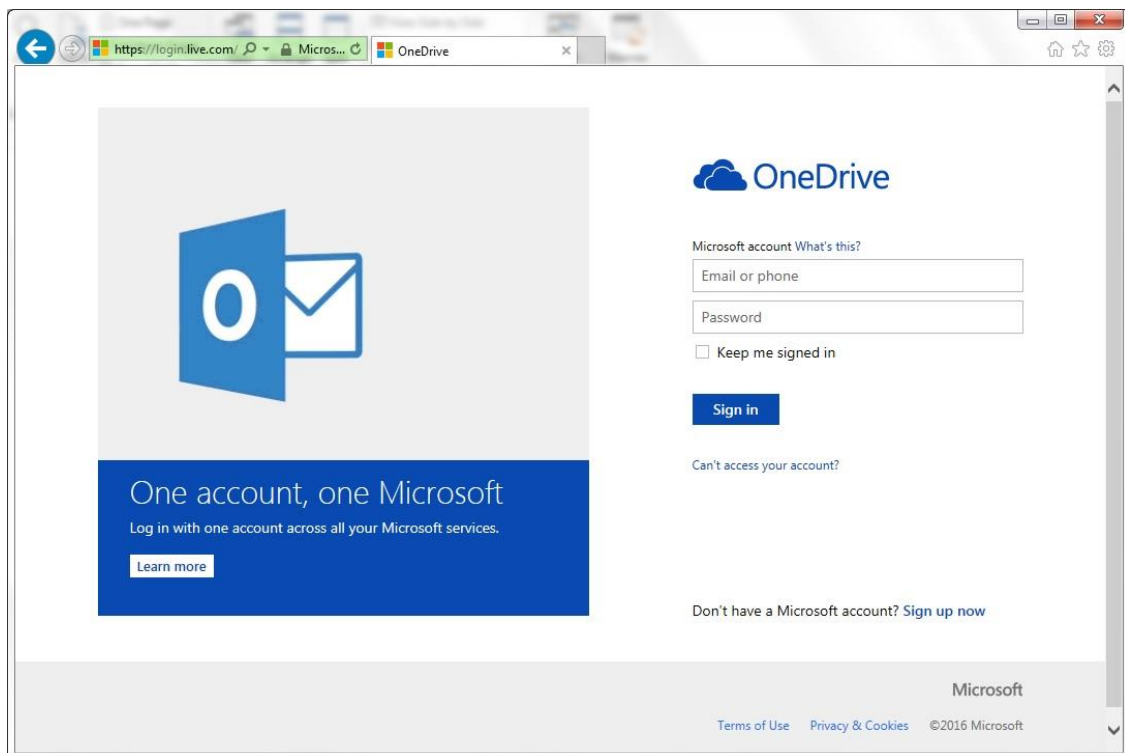 https://login.live.com/
Micros...
OneDrive
OneDrive
Microsoft account What's this?
Email or phone
Password
Keep me signed in
Sign in
Can't access your account?
One account, one Microsoft
Log in with one account across all your Microsoft services.
Learn more
Don't have a Microsoft account? Sign up now
Microsoft
Terms of Use Privacy & Cookies ©2016 Microsoft